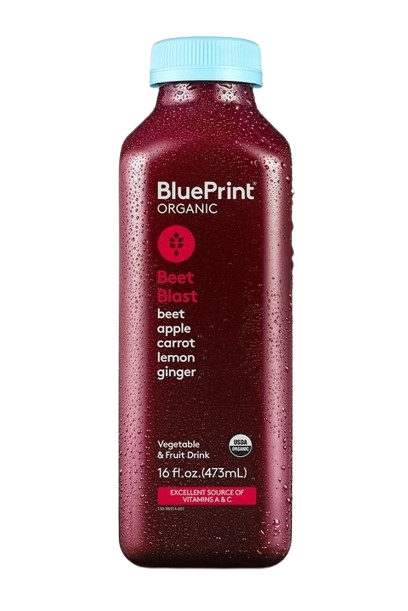 BluePrint
ORGANIC
Beet
Blast
beet
apple
carrot
lemon
ginger
Vegetable
& Fruit Drink
USDA
ORGANIC
16 fl.oz.(473mL)
EXCELLENT SOURCE OF
VITAMINS A & C